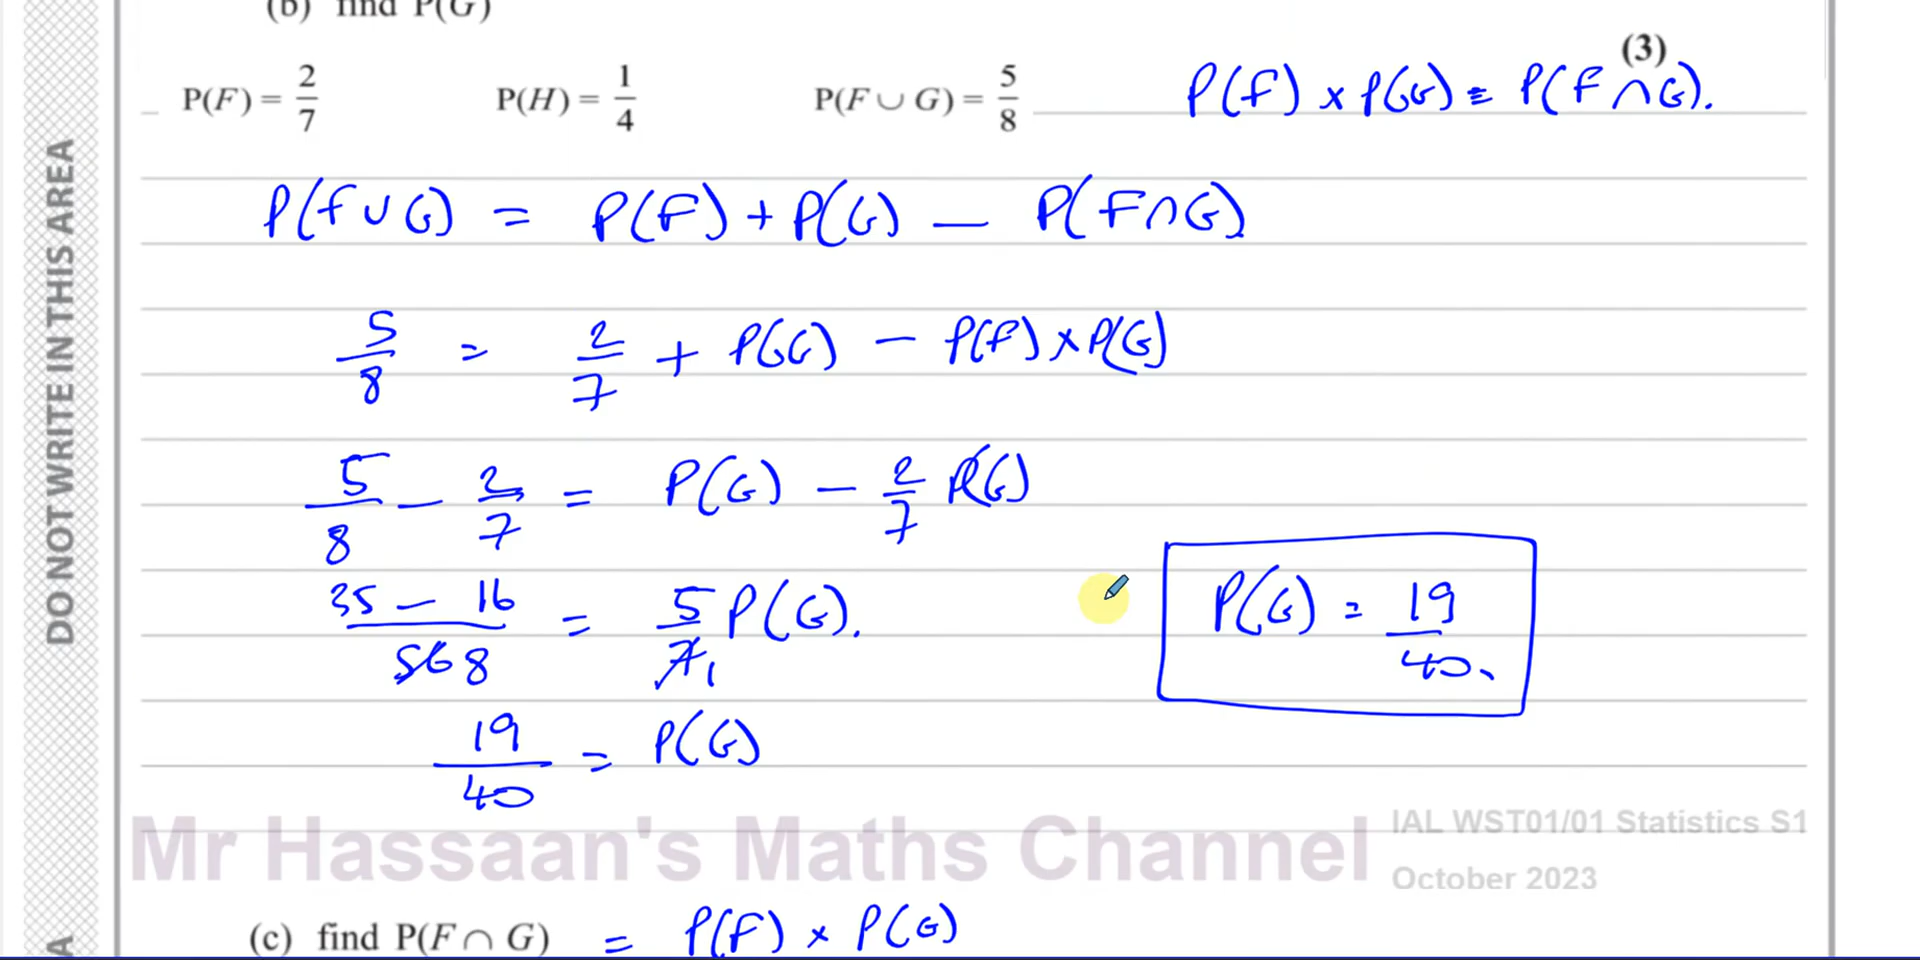 (b) find P(G)
(3)
P(F) = 2/7 P(H) = 1/4 P(F ∪ G) = 5/8
P(F) × P(G) = P(F ∩ G).
P(F ∪ G) = P(F) + P(G) − P(F ∩ G)
5/8 = 2/7 + P(G) − P(F) × P(G)
5/8 − 2/7 = P(G) − 2/7 P(G)
35 − 16 / 56 8 = 5/7 1 P(G).
19/40 = P(G)
P(G) = 19/40.
DO NOT WRITE IN THIS AREA
Mr Hassaan's Maths Channel
IAL WST01/01 Statistics S1
October 2023
(c) find P(F ∩ G) = P(F) × P(G)
A